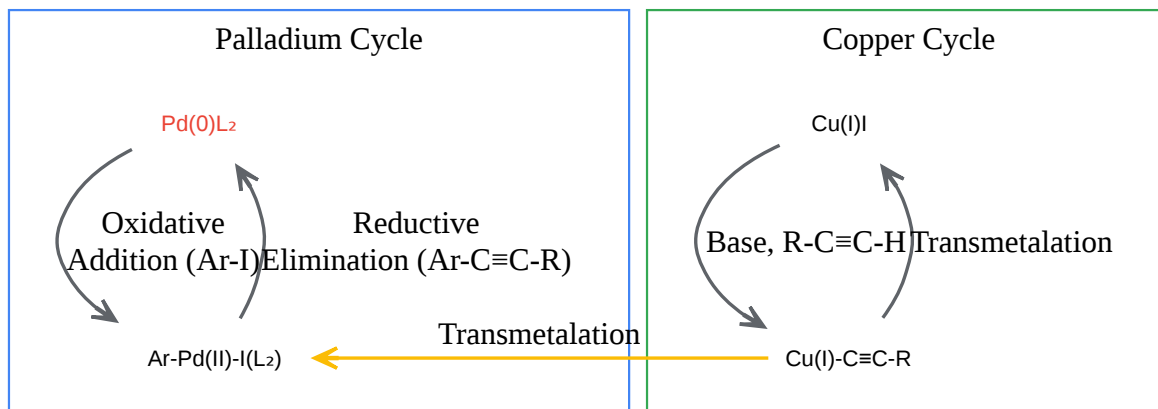 Palladium Cycle
Copper Cycle
Pd(0)L₂
Cu(I)I
Oxidative
Addition (Ar-I)
Reductive
Elimination (Ar-C≡C-R)
Base, R-C≡C-H
Transmetalation
Transmetalation
Ar-Pd(II)-I(L₂)
Cu(I)-C≡C-R